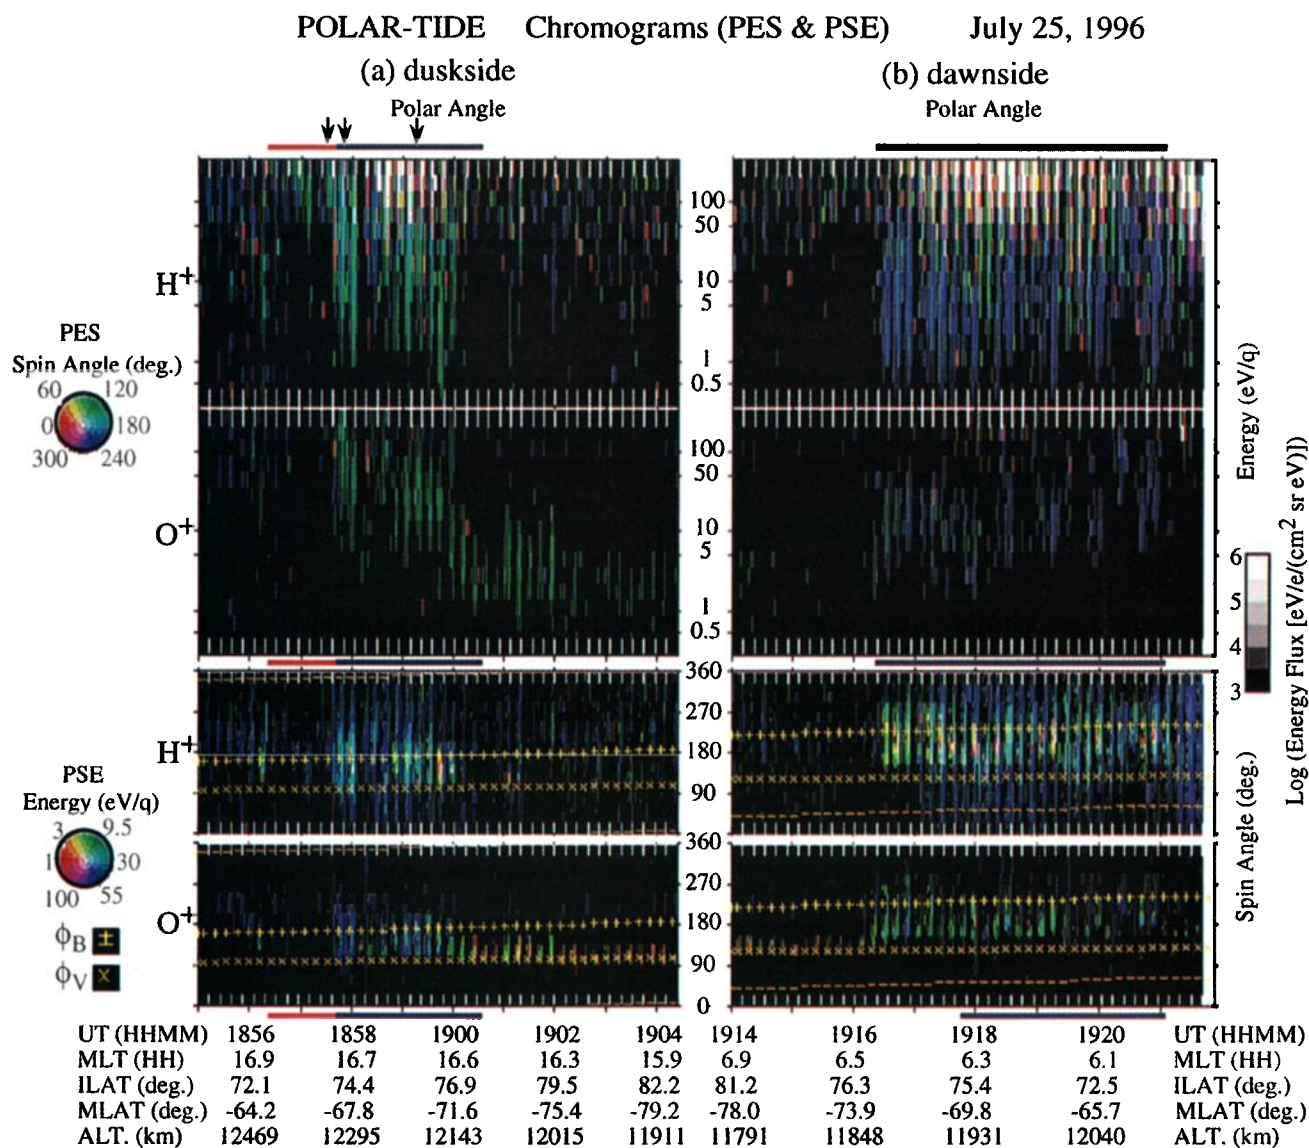 POLAR-TIDE Chromograms (PES & PSE) July 25, 1996
(a) duskside (b) dawnside
Polar Angle Polar Angle
H+
100
50
10
5
1
0.5
PES
Spin Angle (deg.)
60 120
0 180
300 240
O+
100
50
10
5
1
0.5
Energy (eV/q)
6
5
4
3
Log (Energy Flux [eV/e/(cm2 sr eV)])
H+
360
270
180
90
PSE
Energy (eV/q)
3 9.5
1 30
100 55
O+
360
270
180
90
0
Spin Angle (deg.)
ϕB ±
ϕV ×
UT (HHMM) 1856 1858 1900 1902 1904 1914 1916 1918 1920 UT (HHMM)
MLT (HH) 16.9 16.7 16.6 16.3 15.9 6.9 6.5 6.3 6.1 MLT (HH)
ILAT (deg.) 72.1 74.4 76.9 79.5 82.2 81.2 76.3 75.4 72.5 ILAT (deg.)
MLAT (deg.) -64.2 -67.8 -71.6 -75.4 -79.2 -78.0 -73.9 -69.8 -65.7 MLAT (deg.)
ALT. (km) 12469 12295 12143 12015 11911 11791 11848 11931 12040 ALT. (km)